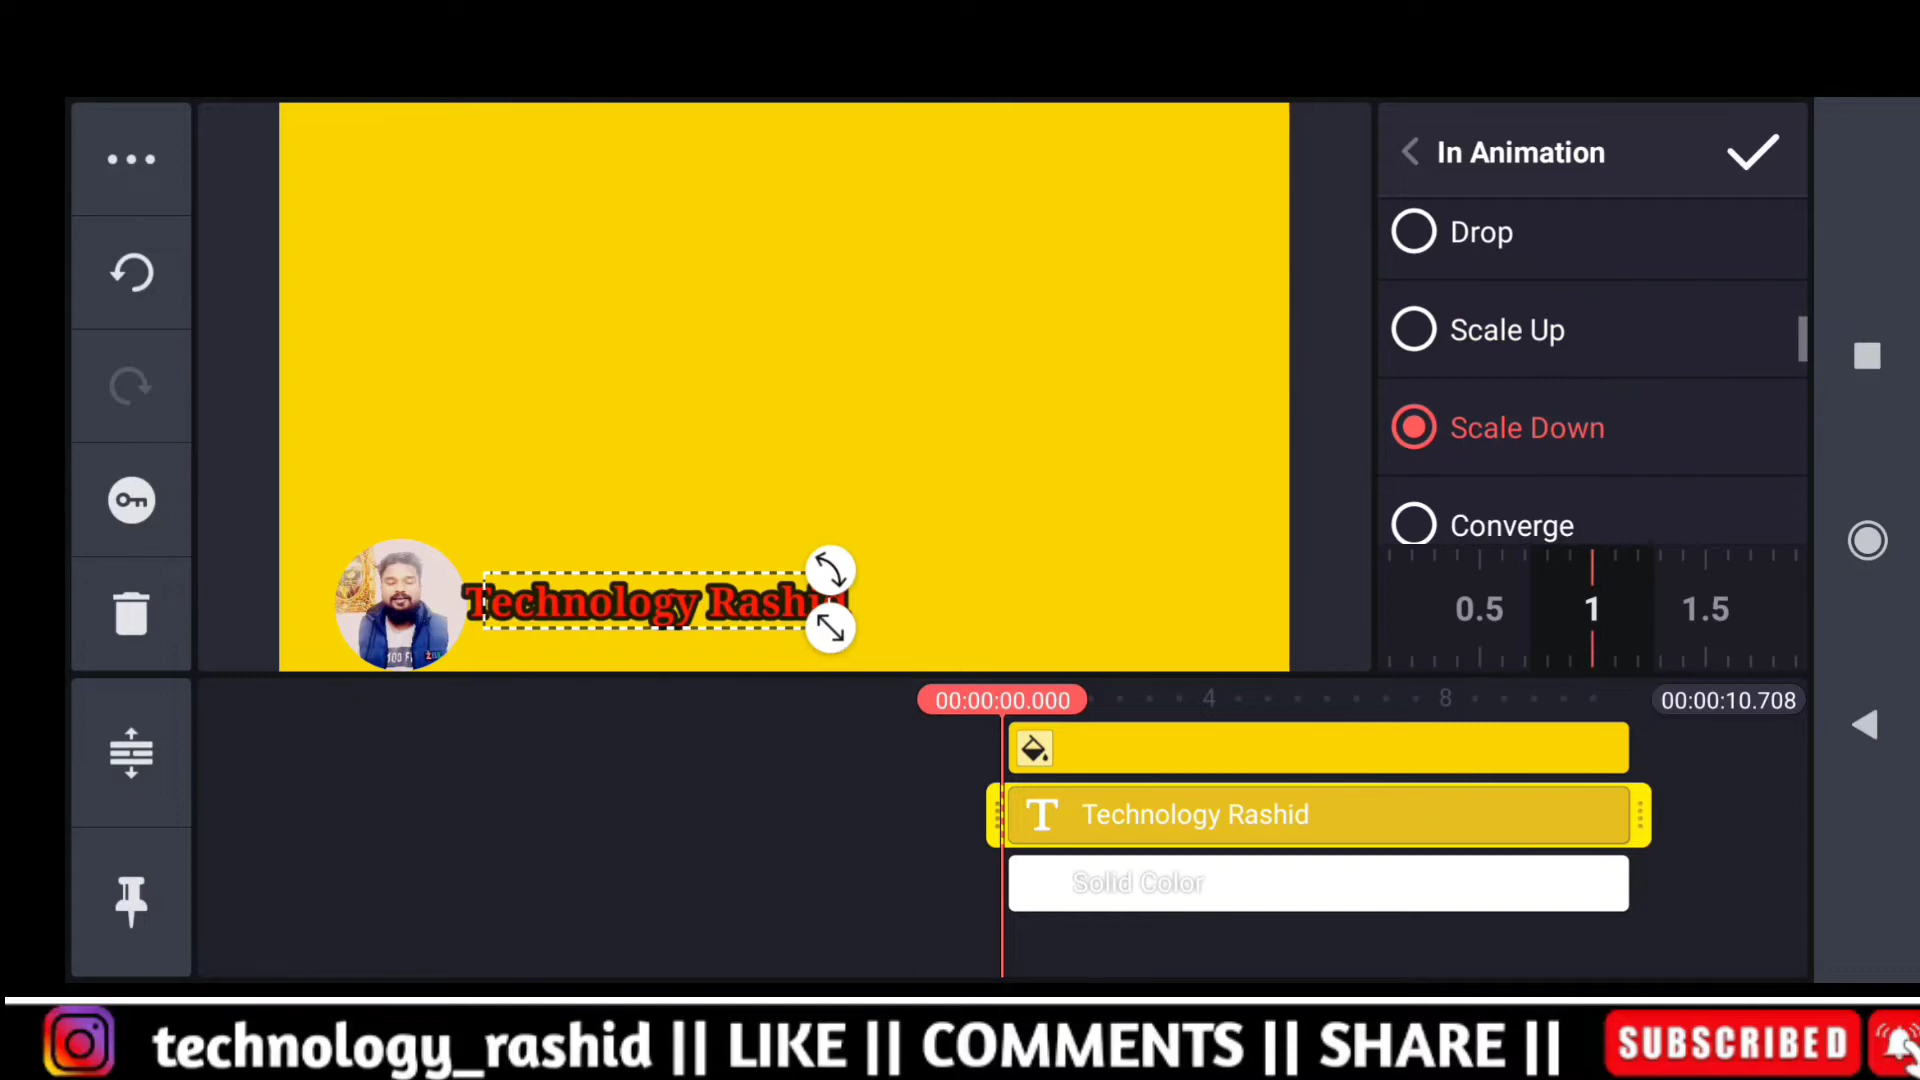 In Animation
Drop
Scale Up
Scale Down
Converge
0.5 1 1.5
Technology Rashid
00:00:00.000 4 8 00:00:10.708
T Technology Rashid
Solid Color
technology_rashid || LIKE || COMMENTS || SHARE || SUBSCRIBED